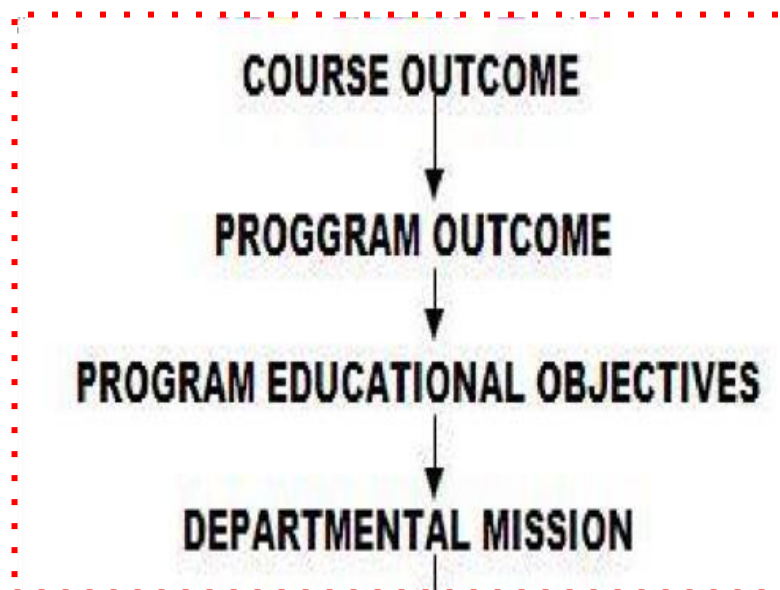 COURSE OUTCOME
PROGGRAM OUTCOME
PROGRAM EDUCATIONAL OBJECTIVES
DEPARTMENTAL MISSION